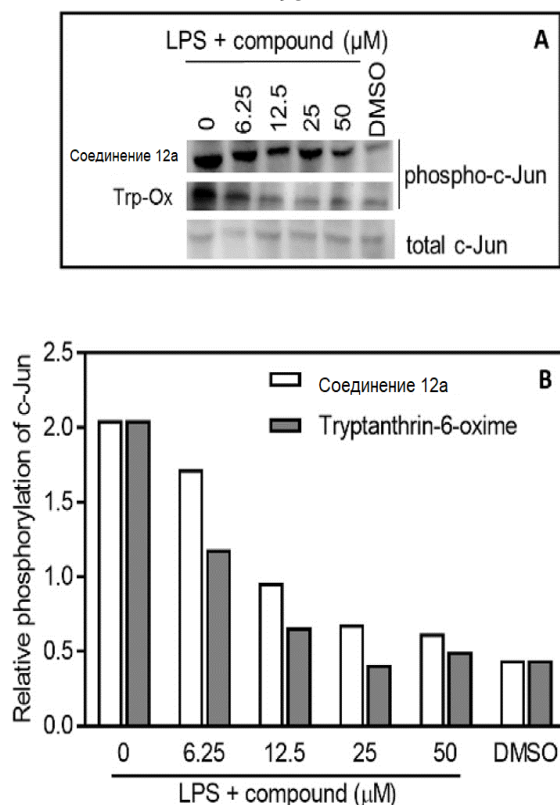 LPS + compound (µM)
A
0
6.25
12.5
25
50
DMSO
Соединение 12a
phospho-c-Jun
Trp-Ox
total c-Jun
2.5
2.0
1.5
1.0
0.5
0.0
Relative phosphorylation of c-Jun
B
Соединение 12a
Tryptanthrin-6-oxime
0 6.25 12.5 25 50 DMSO
LPS + compound (µM)